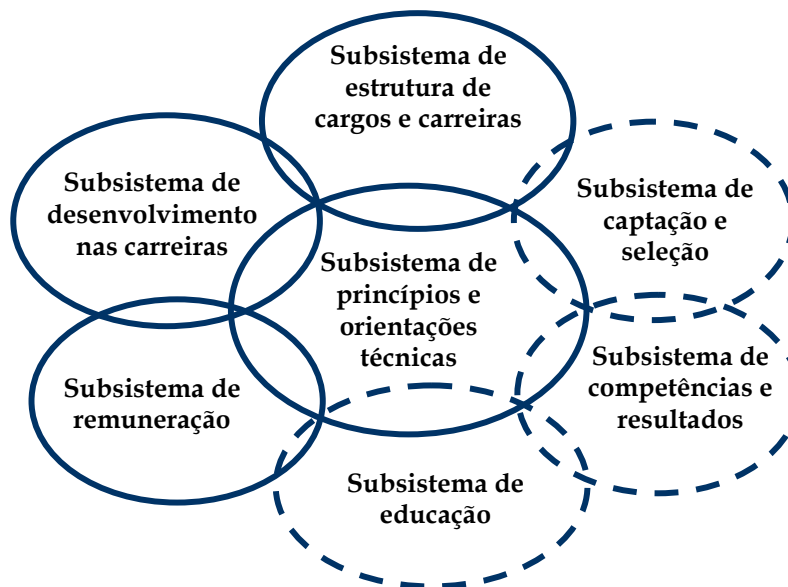 Subsistema de
estrutura de
cargos e carreiras
Subsistema de
desenvolvimento
nas carreiras
Subsistema de
captação e
seleção
Subsistema de
princípios e
orientações
técnicas
Subsistema de
remuneração
Subsistema de
competências e
resultados
Subsistema de
educação